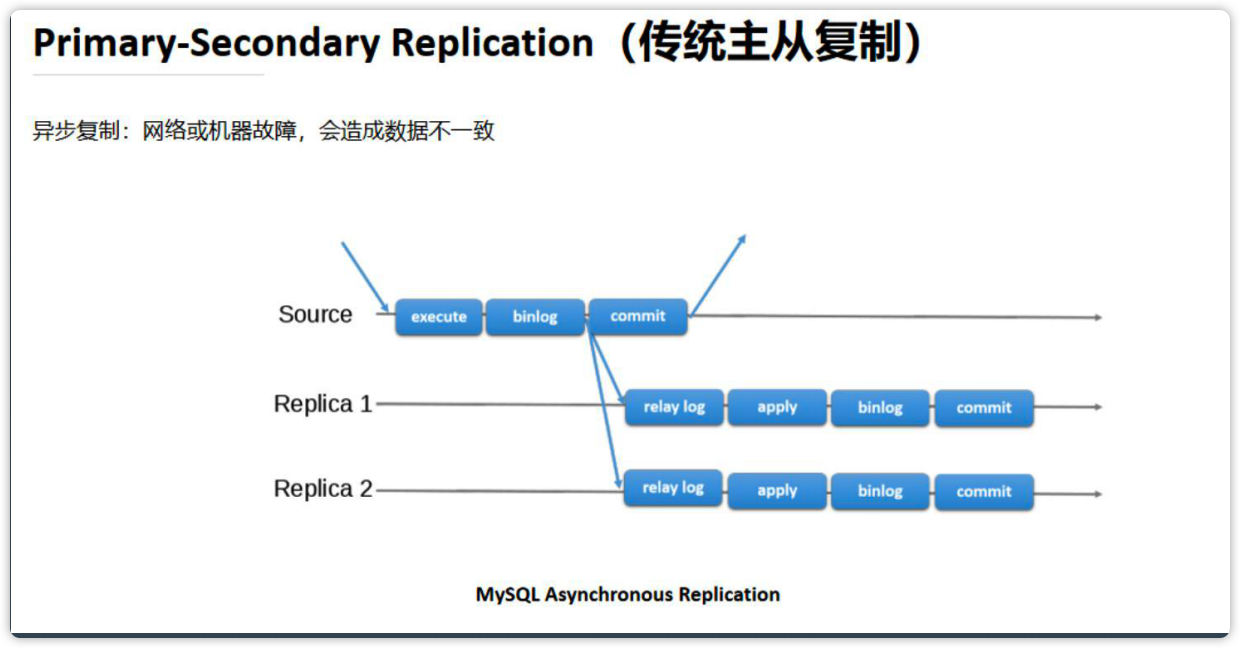 Primary-Secondary Replication（传统主从复制）
异步复制：网络或机器故障，会造成数据不一致
Source
execute
binlog
commit
Replica 1
relay log
apply
binlog
commit
Replica 2
relay log
apply
binlog
commit
MySQL Asynchronous Replication